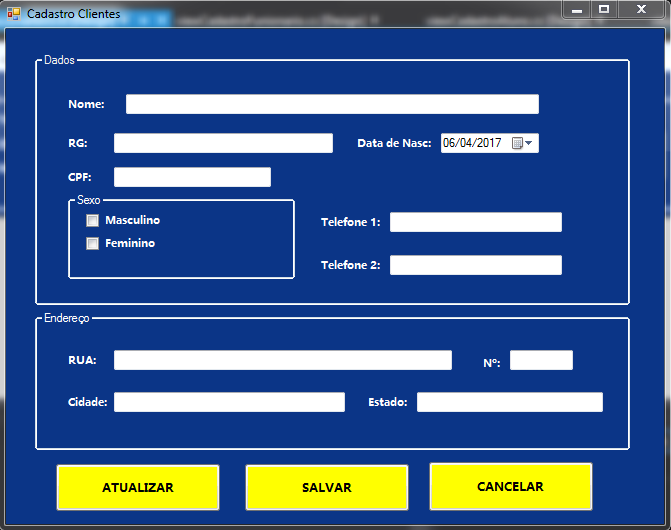 Cadastro Clientes
Dados
Nome:
RG:
Data de Nasc: 06/04/2017
CPF:
Sexo
Masculino
Feminino
Telefone 1:
Telefone 2:
Endereço
RUA:
Nº:
Cidade:
Estado:
ATUALIZAR
SALVAR
CANCELAR